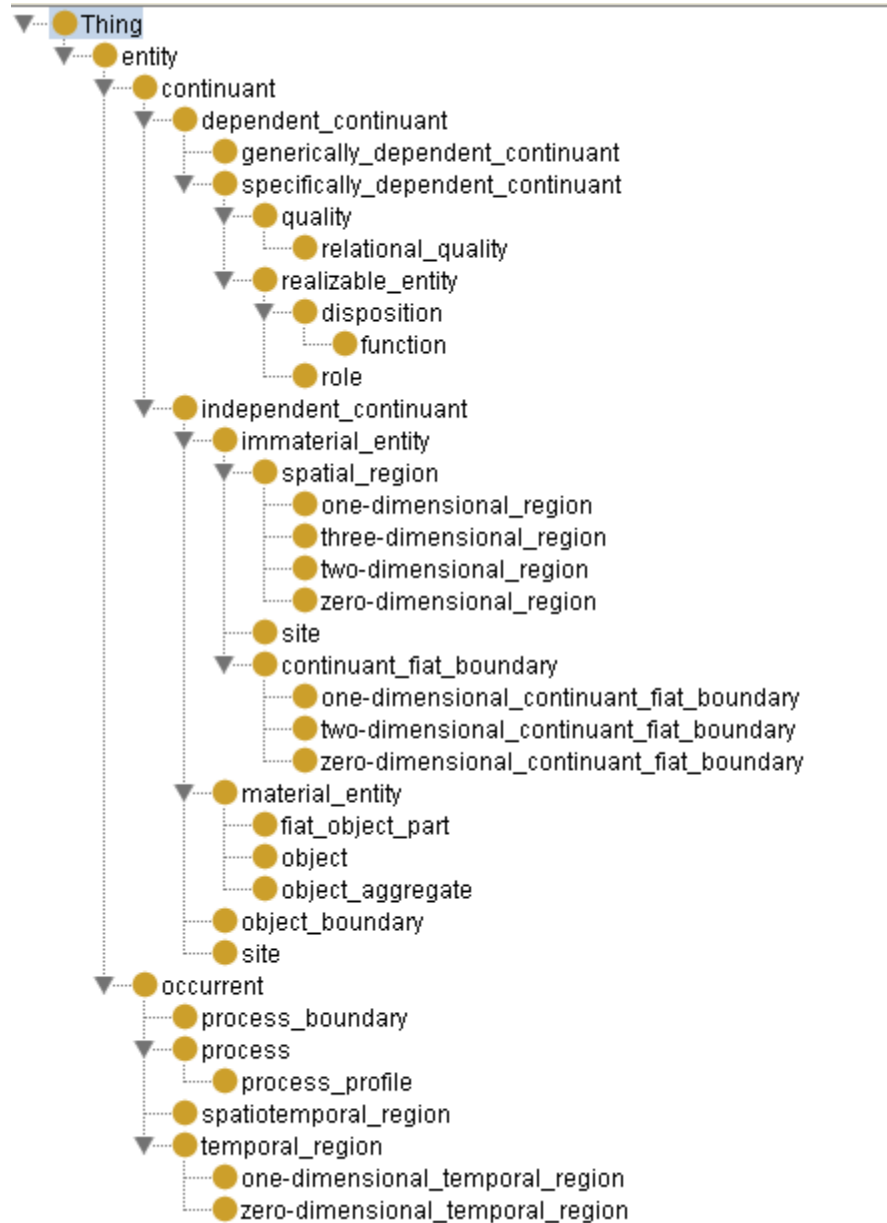 Thing
entity
continuant
dependent_continuant
generically_dependent_continuant
specifically_dependent_continuant
quality
relational_quality
realizable_entity
disposition
function
role
independent_continuant
immaterial_entity
spatial_region
one-dimensional_region
three-dimensional_region
two-dimensional_region
zero-dimensional_region
site
continuant_fiat_boundary
one-dimensional_continuant_fiat_boundary
two-dimensional_continuant_fiat_boundary
zero-dimensional_continuant_fiat_boundary
material_entity
fiat_object_part
object
object_aggregate
object_boundary
site
occurrent
process_boundary
process
process_profile
spatiotemporal_region
temporal_region
one-dimensional_temporal_region
zero-dimensional_temporal_region